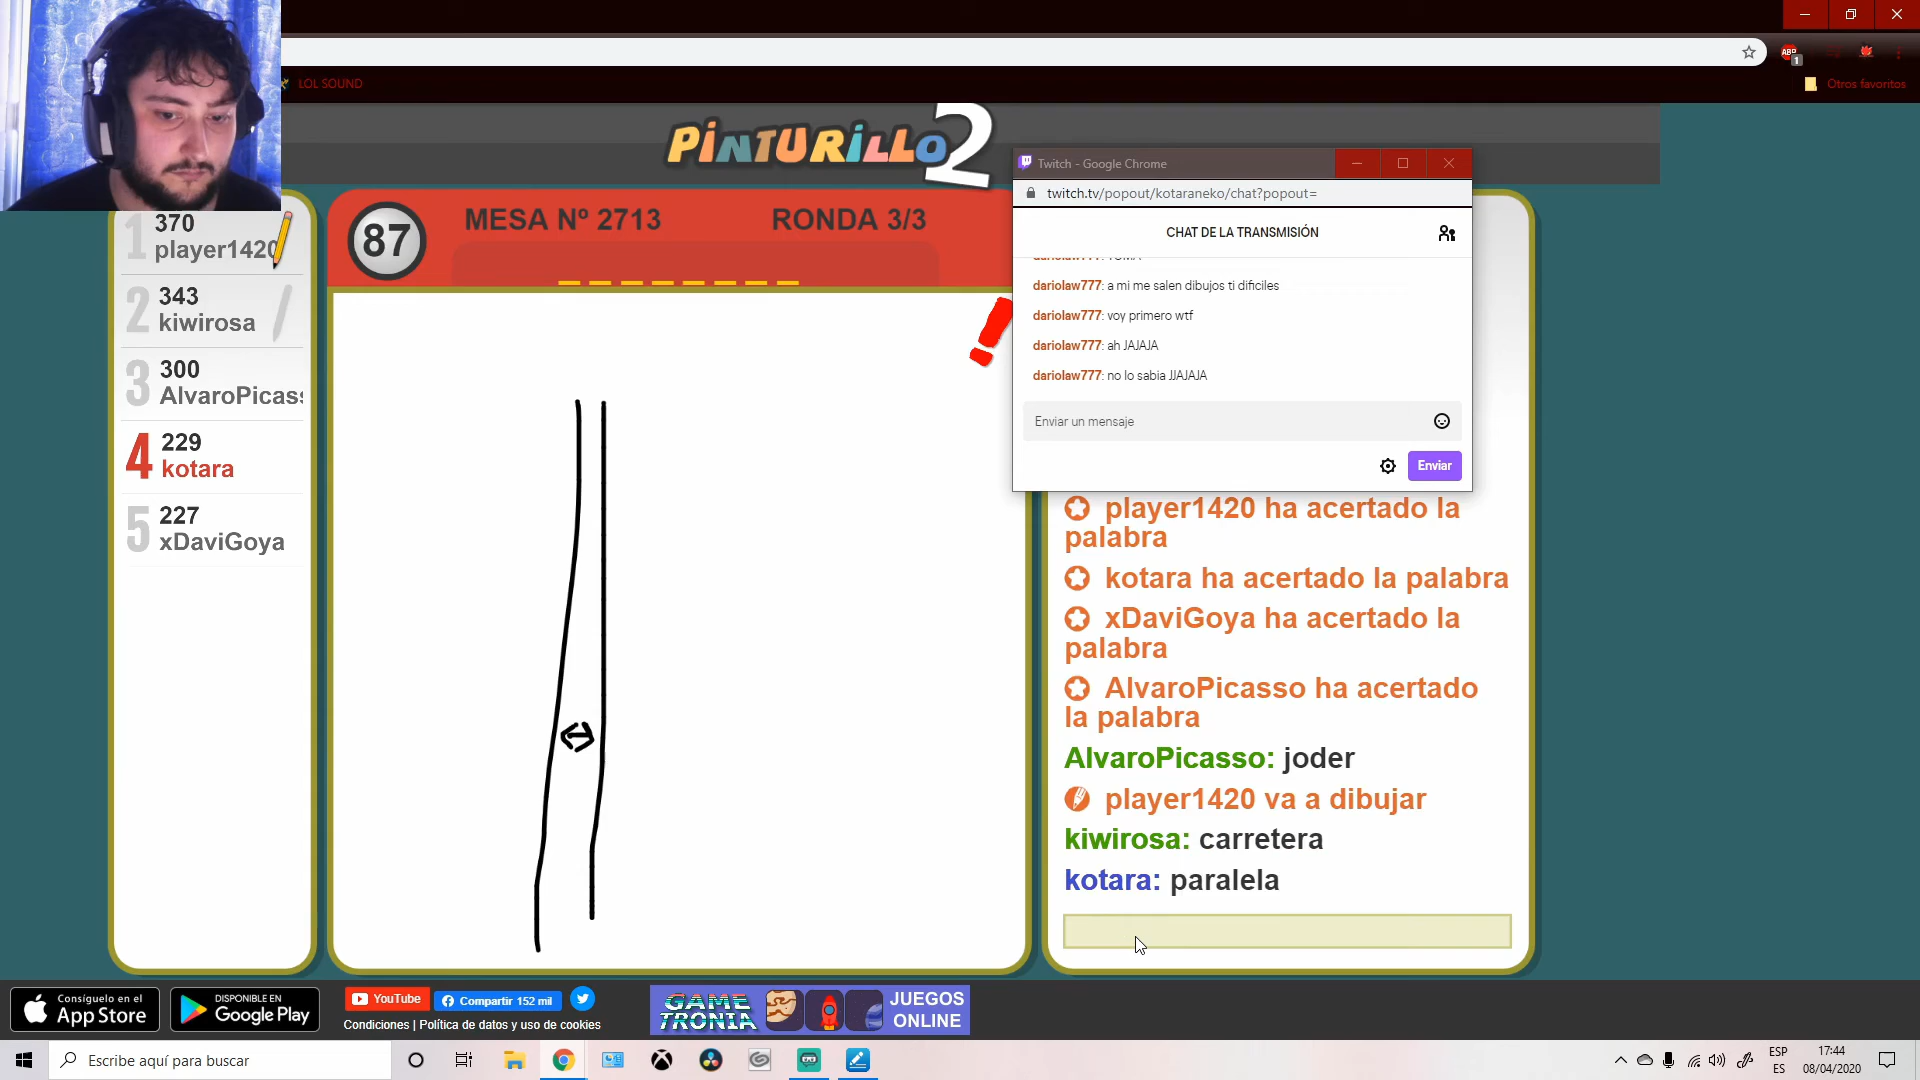 LOL SOUND
ABP
1
Otros favoritos
PINTURILLO 2
Twitch - Google Chrome
twitch.tv/popout/kotaraneko/chat?popout=
CHAT DE LA TRANSMISIÓN
dariolaw777: a mi me salen dibujos ti dificiles
dariolaw777: voy primero wtf
dariolaw777: ah JAJAJA
dariolaw777: no lo sabia JJAJAJA
Enviar un mensaje
Enviar
1 370
player1420
2 343
kiwirosa
3 300
AlvaroPicas
4 229
kotara
5 227
xDaviGoya
87
MESA Nº 2713
RONDA 3/3
player1420 ha acertado la
palabra
kotara ha acertado la palabra
xDaviGoya ha acertado la
palabra
AlvaroPicasso ha acertado
la palabra
AlvaroPicasso: joder
player1420 va a dibujar
kiwirosa: carretera
kotara: paralela
Consíguelo en el
App Store
DISPONIBLE EN
Google Play
YouTube
Compartir 152 mil
Condiciones | Política de datos y uso de cookies
GAME
TRONIA
JUEGOS
ONLINE
Escribe aquí para buscar
ESP
ES
17:44
08/04/2020